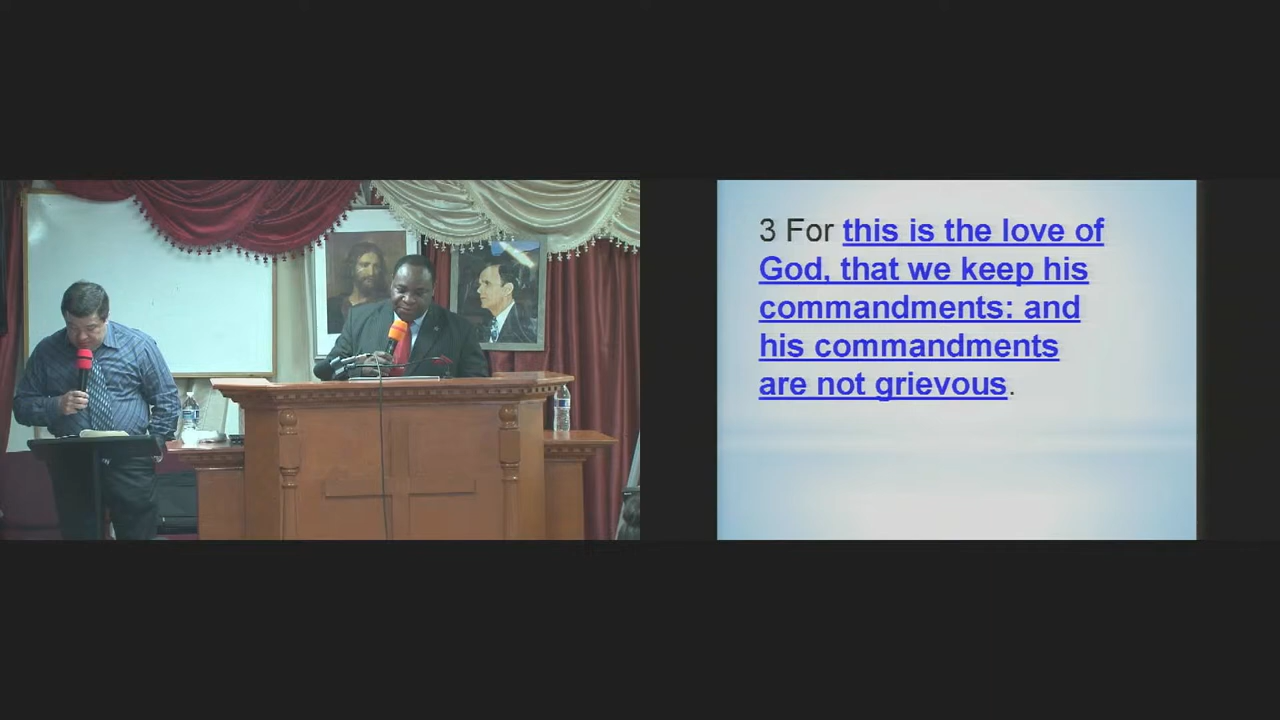 3 For this is the love of
God, that we keep his
commandments: and
his commandments
are not grievous.